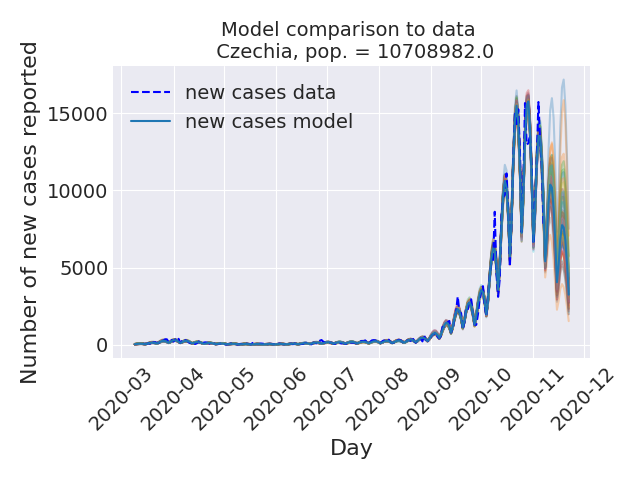 Model comparison to data
Czechia, pop. = 10708982.0
Number of new cases reported
new cases data
new cases model
15000
10000
5000
0
2020-03
2020-04
2020-05
2020-06
2020-07
2020-08
2020-09
2020-10
2020-11
2020-12
Day